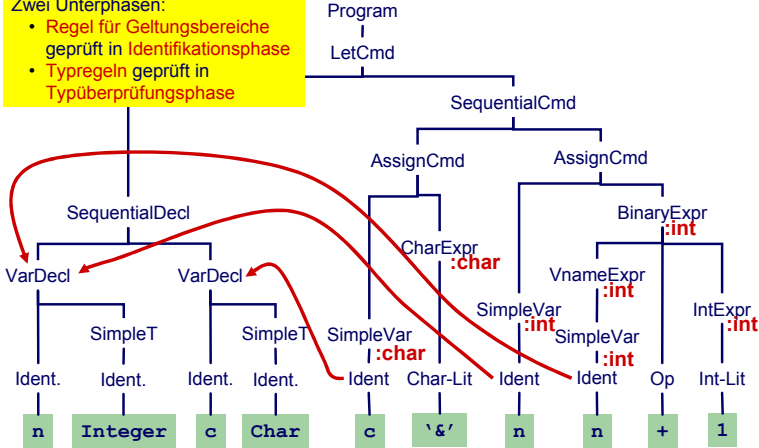 Zwei Unterphasen:
• Regel für Geltungsbereiche
geprüft in Identifikationsphase
• Typregeln geprüft in
Typüberprüfungsphase
Program
LetCmd
SequentialCmd
AssignCmd AssignCmd
SequentialDecl BinaryExpr
:int
CharExpr
:char
VarDecl VarDecl VnameExpr
:int
SimpleVar IntExpr
:int :int
SimpleT SimpleT SimpleVar SimpleVar
:char :int
Ident. Ident. Ident. Ident. Ident Char-Lit Ident Ident Op Int-Lit
n Integer c Char c ‘&’ n n + 1